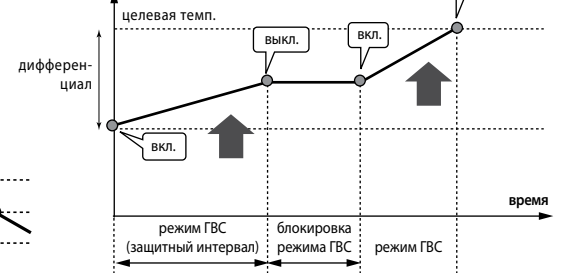 целевая темп.
выкл.
вкл.
дифферен-
циал
вкл.
время
режим ГВС
(защитный интервал)
блокировка
режима ГВС
режим ГВС